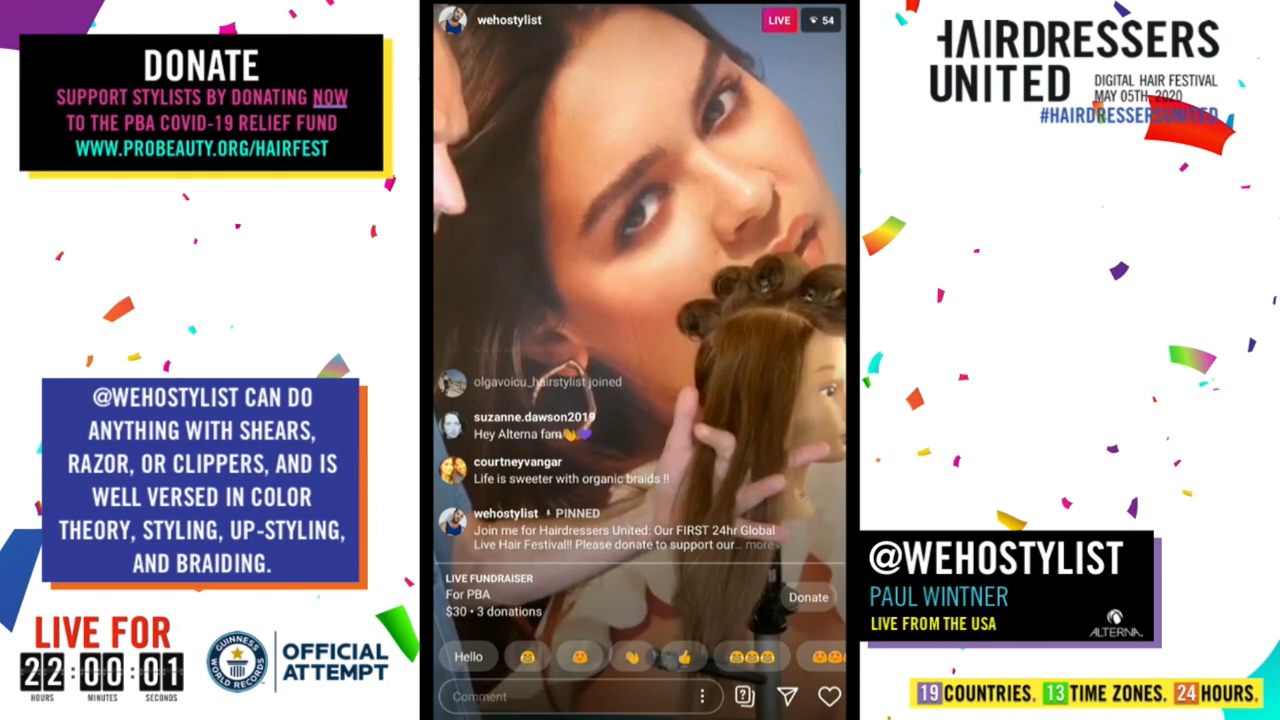 DONATE
SUPPORT STYLISTS BY DONATING NOW
TO THE PBA COVID-19 RELIEF FUND
WWW.PROBEAUTY.ORG/HAIRFEST
@WEHOSTYLIST CAN DO
ANYTHING WITH SHEARS,
RAZOR, OR CLIPPERS, AND IS
WELL VERSED IN COLOR
THEORY, STYLING, UP-STYLING,
AND BRAIDING.
LIVE FOR
22:00:01
HOURS MINUTES SECONDS
GUINNESS WORLD RECORDS
OFFICIAL
ATTEMPT
wehostylist
LIVE
54
olgavoicu_hairstylist joined
suzanne.dawson2019
Hey Alterna fam👏💜
courtneyvangar
Life is sweeter with organic braids !!
wehostylist PINNED
Join me for Hairdressers United: Our FIRST 24hr Global
Live Hair Festival!! Please donate to support our… more
LIVE FUNDRAISER
For PBA
$30 • 3 donations
Donate
Hello
Comment
HAIRDRESSERS
UNITED
DIGITAL HAIR FESTIVAL
MAY 05TH, 2020
#HAIRDRESSERSUNITED
@WEHOSTYLIST
PAUL WINTNER
LIVE FROM THE USA
ALTERNA
19 COUNTRIES. 13 TIME ZONES. 24 HOURS.